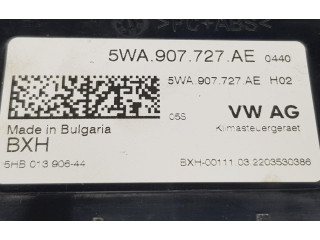 >PC+ABS<
5WA.907.727.AE 0440
5WA.907.727.AE H02
05S VW AG
Made in Bulgaria Klimasteuergeraet
BXH
5HB 013 906-44 BXH-00111.03.2203530386